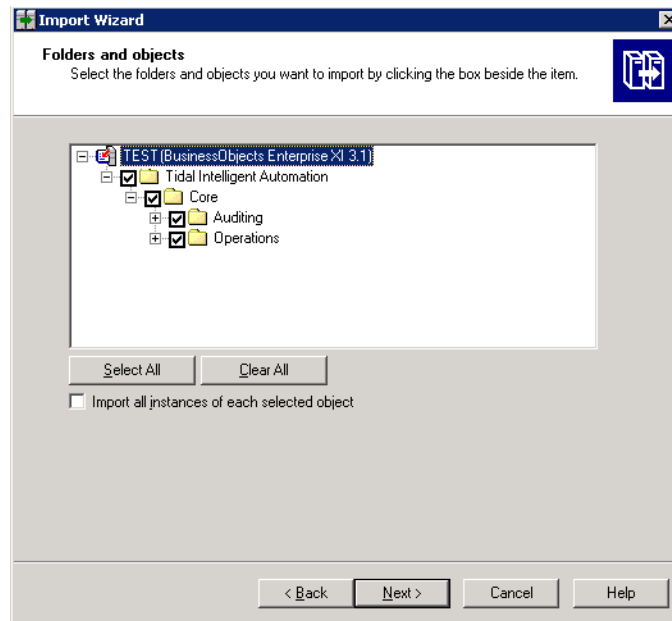 Import Wizard
Folders and objects
Select the folders and objects you want to import by clicking the box beside the item.
TEST (BusinessObjects Enterprise XI 3.1)
Tidal Intelligent Automation
Core
Auditing
Operations
Select All
Clear All
Import all instances of each selected object
< Back
Next >
Cancel
Help